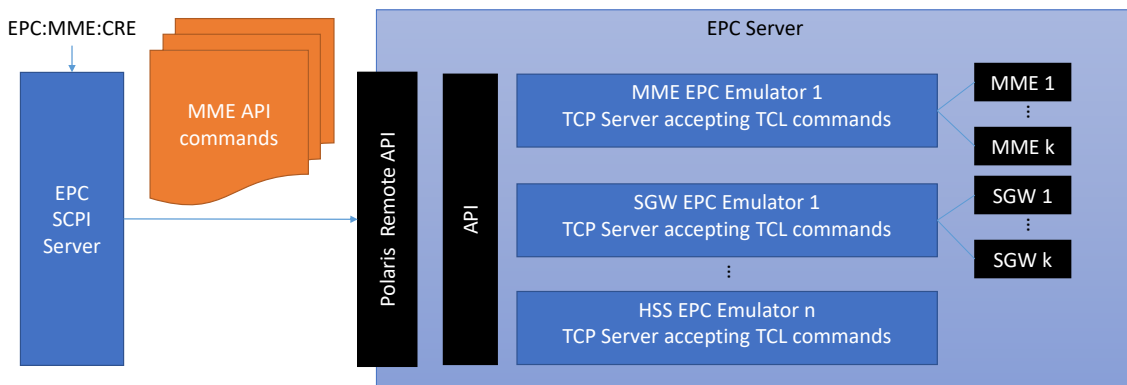 EPC:MME:CRE
EPC
SCPI
Server
MME API
commands
Polaris Remote API
EPC Server
API
MME EPC Emulator 1
TCP Server accepting TCL commands
MME 1
⋮
MME k
SGW EPC Emulator 1
TCP Server accepting TCL commands
SGW 1
⋮
SGW k
⋮
HSS EPC Emulator n
TCP Server accepting TCL commands